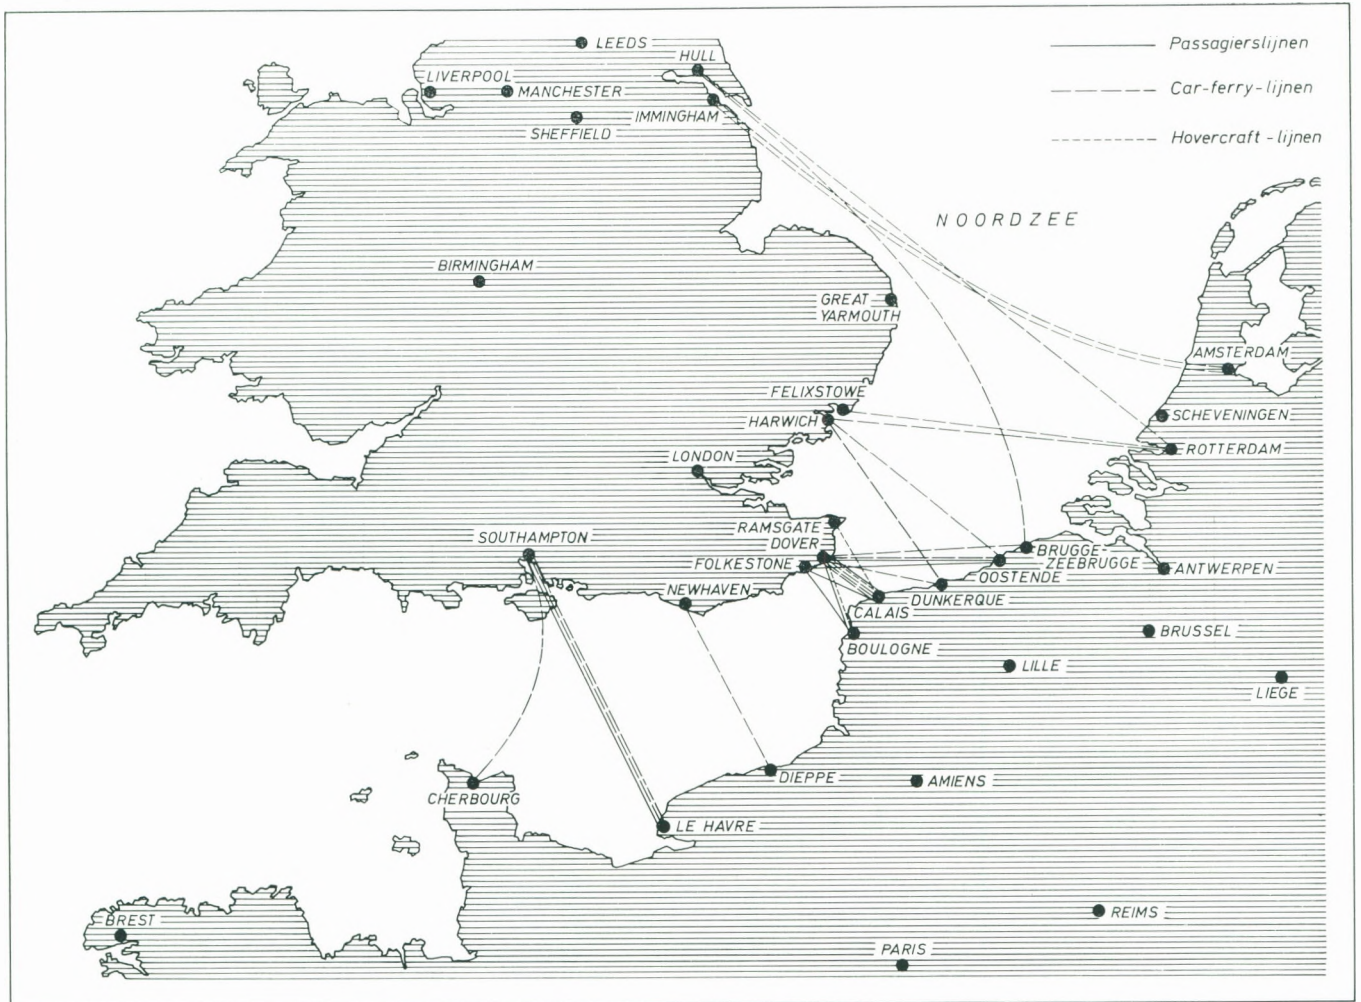 LEEDS
HULL
Passagierslijnen
LIVERPOOL
MANCHESTER
Car-ferry-lijnen
IMMINGHAM
SHEFFIELD
Hovercraft-lijnen
NOORDZEE
BIRMINGHAM
GREAT
YARMOUTH
AMSTERDAM
FELIXSTOWE
HARWICH
SCHEVENINGEN
ROTTERDAM
LONDON
RAMSGATE
SOUTHAMPTON
DOVER
BRUGGE-
ZEEBRUGGE
FOLKESTONE
ANTWERPEN
OOSTENDE
NEWHAVEN
DUNKERQUE
CALAIS
BRUSSEL
BOULOGNE
LILLE
LIEGE
DIEPPE
AMIENS
CHERBOURG
LE HAVRE
REIMS
BREST
PARIS